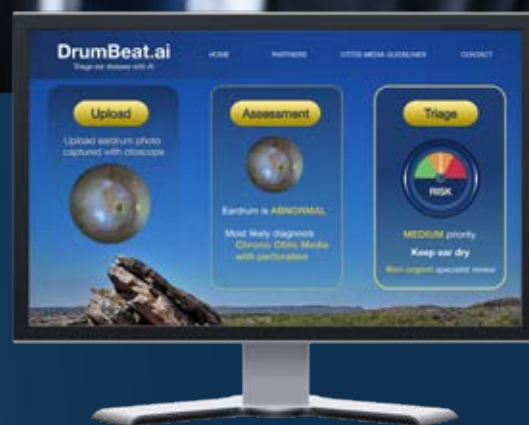 DrumBeat.ai
Triage ear disease with AI
HOME PARTNERS OTITIS MEDIA GUIDELINES CONTACT
Upload
Upload eardrum photo
captured with otoscope
Assessment
Eardrum is ABNORMAL
Most likely diagnosis
Chronic Otitis Media
with perforation
Triage
RISK
MEDIUM priority
Keep ear dry
Non-urgent specialist review